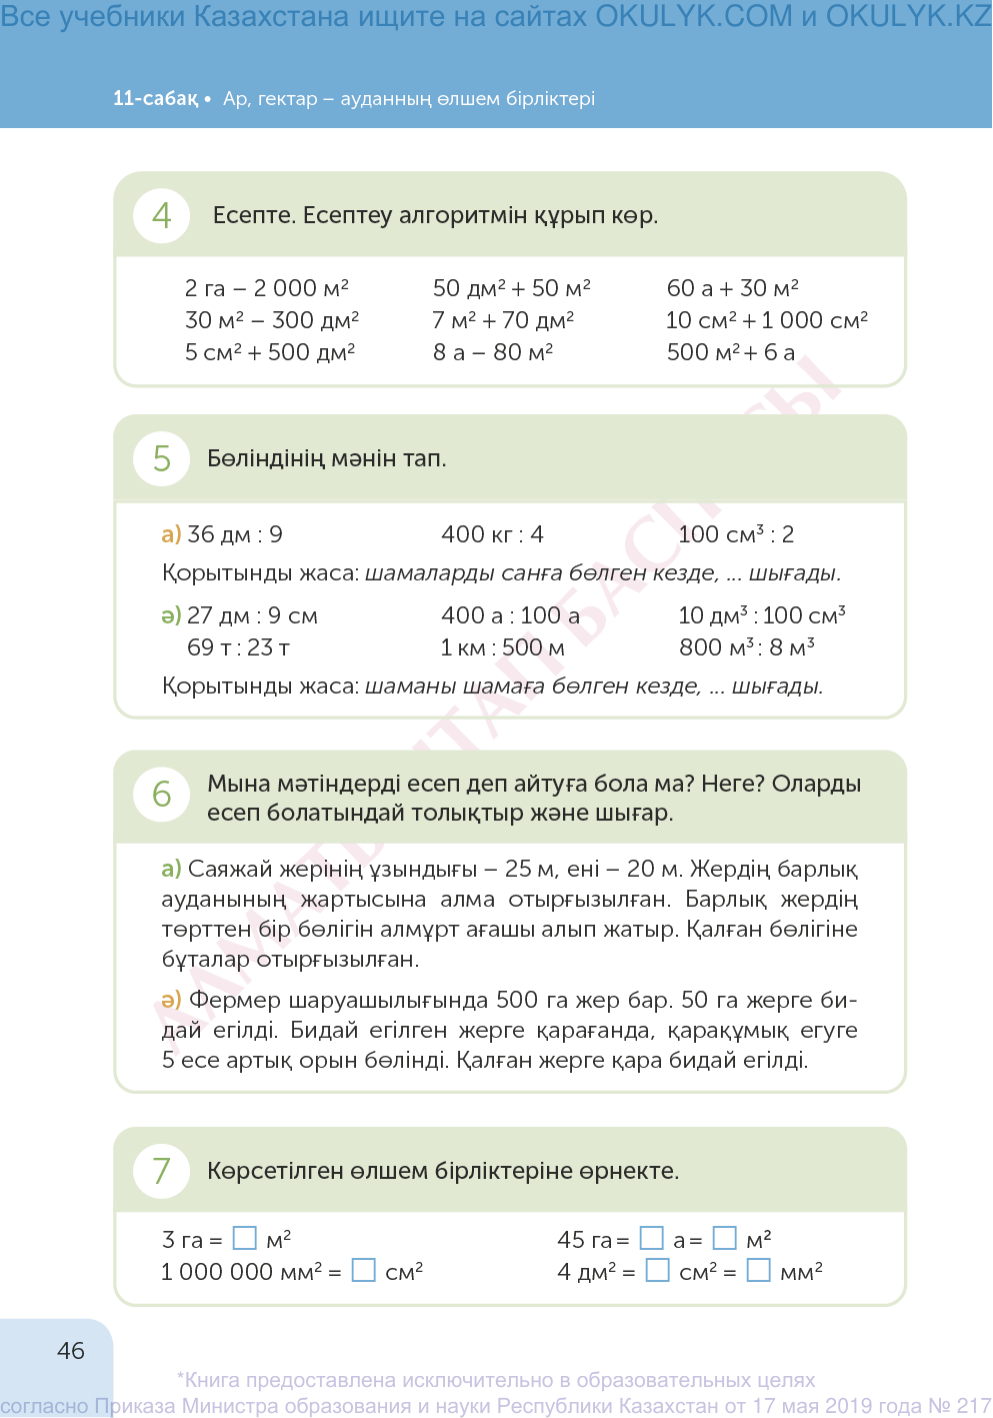 Все учебники Казахстана ищите на сайтах OKULYK.COM и OKULYK.KZ
11-сабақ • Ар, гектар – ауданның өлшем бірліктері
4 Есепте. Есептеу алгоритмін құрып көр.
2 га – 2 000 м² 50 дм² + 50 м² 60 а + 30 м²
30 м² – 300 дм² 7 м² + 70 дм² 10 см² + 1 000 см²
5 см² + 500 дм² 8 а – 80 м² 500 м² + 6 а
5 Бөліндінің мәнін тап.
а) 36 дм : 9 400 кг : 4 100 см³ : 2
Қорытынды жаса: шамаларды санға бөлген кезде, ... шығады.
ә) 27 дм : 9 см 400 а : 100 а 10 дм³ : 100 см³
69 т : 23 т 1 км : 500 м 800 м³ : 8 м³
Қорытынды жаса: шаманы шамаға бөлген кезде, ... шығады.
6 Мына мәтіндерді есеп деп айтуға бола ма? Неге? Оларды
есеп болатындай толықтыр және шығар.
а) Саяжай жерінің ұзындығы – 25 м, ені – 20 м. Жердің барлық
ауданының жартысына алма отырғызылған. Барлық жердің
төрттен бір бөлігін алмұрт ағашы алып жатыр. Қалған бөлігіне
бұталар отырғызылған.
ә) Фермер шаруашылығында 500 га жер бар. 50 га жерге би-
дай егілді. Бидай егілген жерге қарағанда, қарақұмық егуге
5 есе артық орын бөлінді. Қалған жерге қара бидай егілді.
7 Көрсетілген өлшем бірліктеріне өрнекте.
3 га = □ м² 45 га = □ а = □ м²
1 000 000 мм² = □ см² 4 дм² = □ см² = □ мм²
46
*Книга предоставлена исключительно в образовательных целях
согласно Приказа Министра образования и науки Республики Казахстан от 17 мая 2019 года № 217